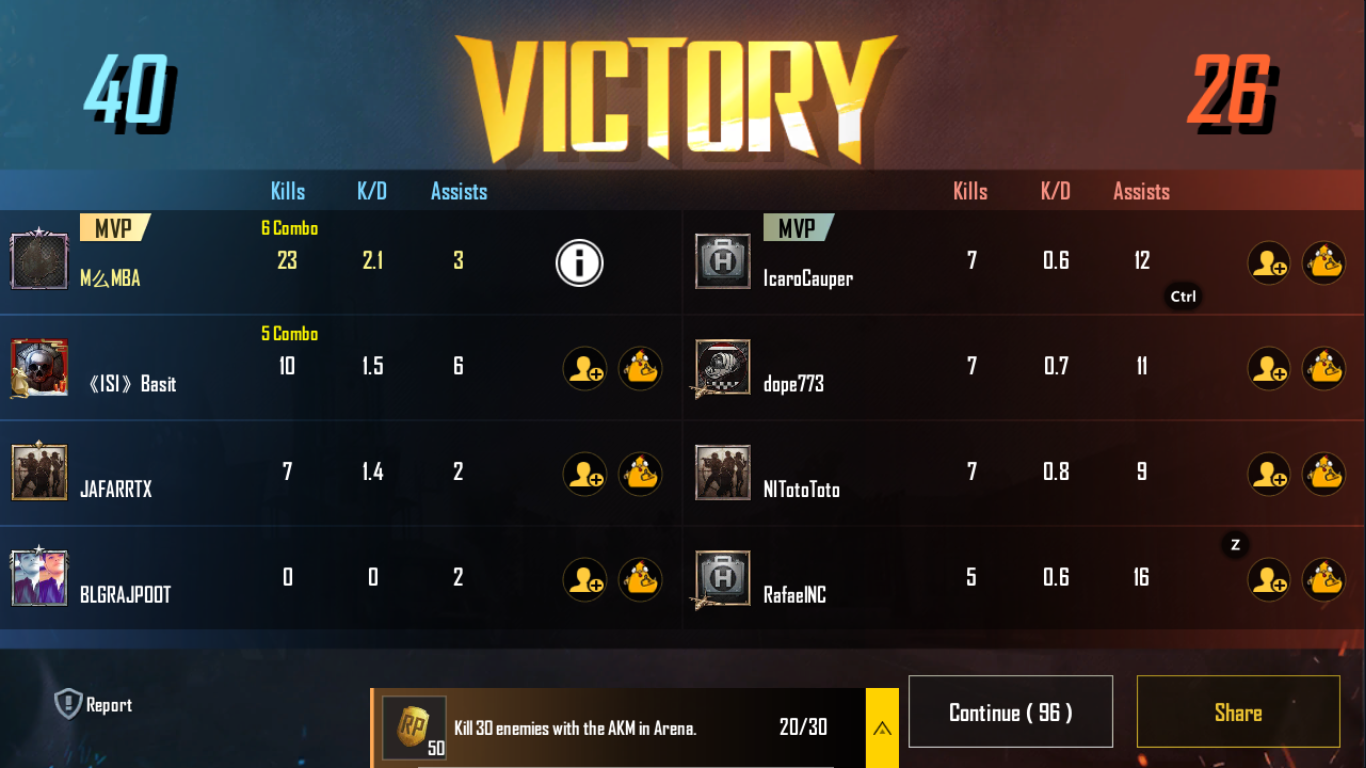 40
VICTORY
26
Kills K/D Assists
Kills K/D Assists
MVP
6 Combo
M么MBA 23 2.1 3
MVP
IcaroCauper 7 0.6 12
Ctrl
5 Combo
《ISI》Basit 10 1.5 6
dope773 7 0.7 11
JAFARRTX 7 1.4 2
NITotoToto 7 0.8 9
Z
BLGRAJPOOT 0 0 2
RafaelNC 5 0.6 16
Report
RP
50
Kill 30 enemies with the AKM in Arena. 20/30
Continue ( 96 )
Share